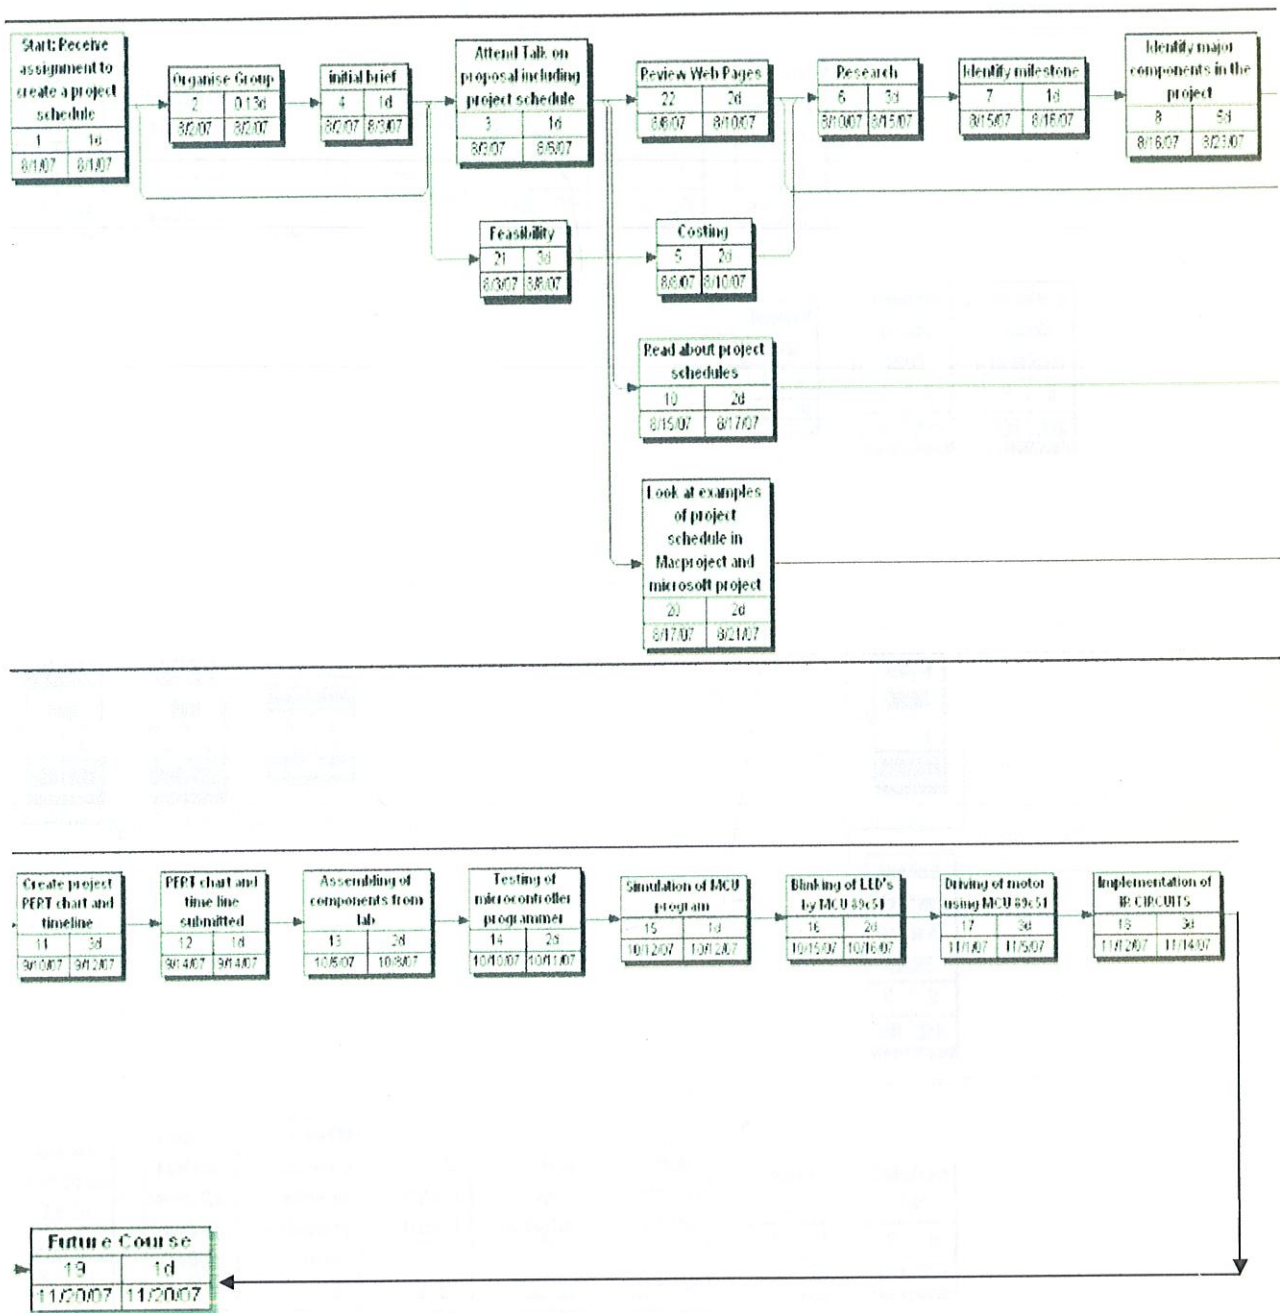 Start: Receive
assignment to
create a project
schedule
1 1d
8/1/07 8/1/07
Organise Group
2 0.13d
8/2/07 8/2/07
initial brief
4 1d
8/2/07 8/3/07
Attend Talk on
proposal including
project schedule
3 1d
8/3/07 8/6/07
Review Web Pages
22 2d
8/8/07 8/10/07
Research
6 3d
8/10/07 8/15/07
Identify milestone
7 1d
8/15/07 8/16/07
Identify major
components in the
project
8 5d
8/16/07 8/23/07
Feasibility
21 3d
8/3/07 8/8/07
Costing
5 2d
8/8/07 8/10/07
Read about project
schedules
10 2d
8/15/07 8/17/07
Look at examples
of project
schedule in
Macproject and
microsoft project
20 2d
8/17/07 8/21/07
Create project
PERT chart and
timeline
11 3d
9/10/07 9/12/07
PERT chart and
time line
submitted
12 1d
9/14/07 9/14/07
Assembling of
components from
lab
13 2d
10/8/07
Testing of
microcontroller
programmer
14 2d
10/10/07 10/11/07
Simulation of MCU
program
15 1d
10/12/07 10/12/07
Blinking of LED's
by MCU 89c51
16 2d
10/15/07 10/16/07
Driving of motor
using MCU 89c51
17 3d
11/1/07 11/5/07
Implementation of
IR CIRCUITS
18 3d
11/12/07 11/14/07
Future Course
19 1d
11/20/07 11/20/07